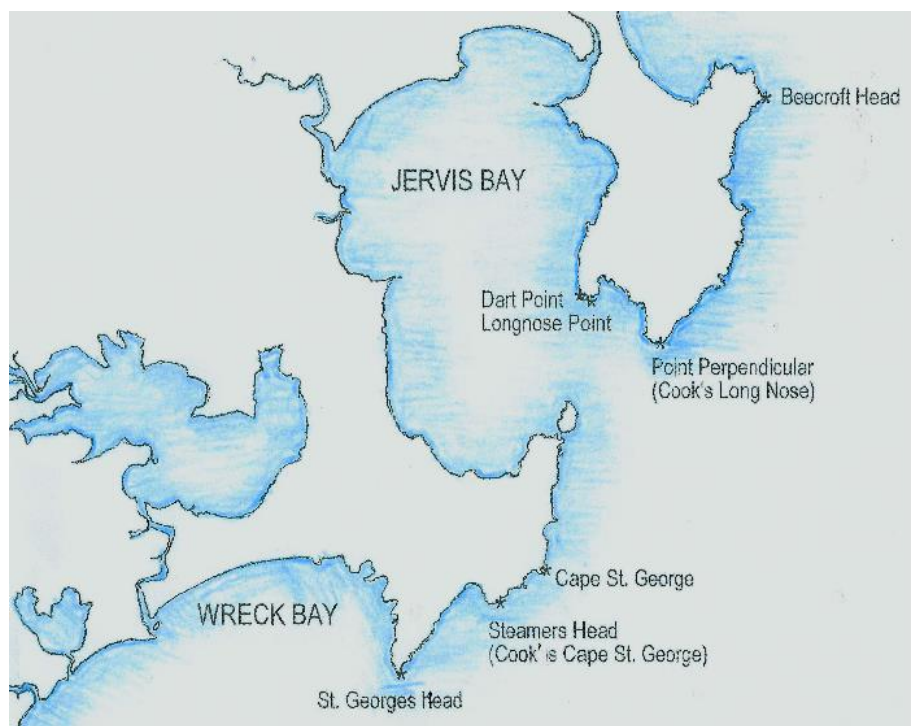 Beecroft Head
JERVIS BAY
Dart Point
Longnose Point
Point Perpendicular
(Cook's Long Nose)
Cape St. George
WRECK BAY
Steamers Head
(Cook's Cape St. George)
St. Georges Head